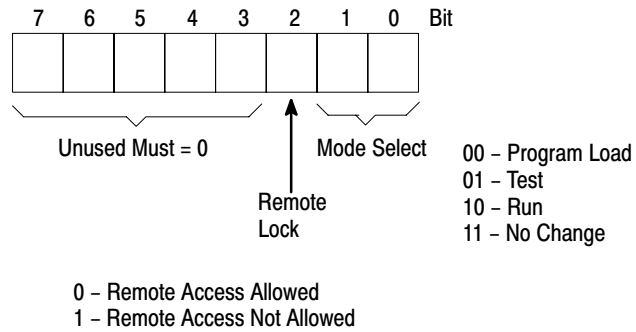 7 6 5 4 3 2 1 0 Bit
Unused Must = 0
Mode Select
00 – Program Load
01 – Test
10 – Run
11 – No Change
Remote
Lock
0 – Remote Access Allowed
1 – Remote Access Not Allowed